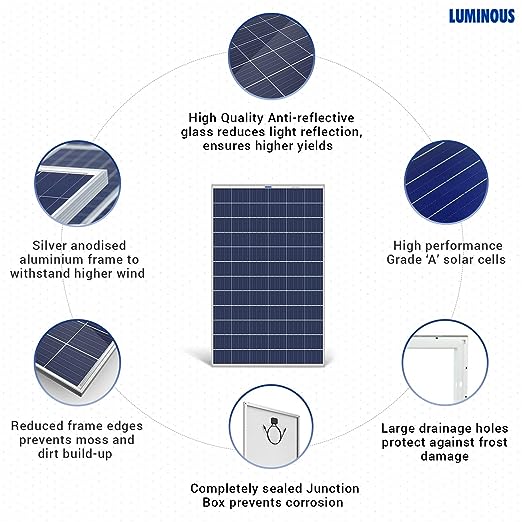 LUMINOUS
High Quality Anti-reflective
glass reduces light reflection,
ensures higher yields
Silver anodised
aluminium frame to
withstand higher wind
High performance
Grade ‘A’ solar cells
Reduced frame edges
prevents moss and
dirt build-up
Large drainage holes
protect against frost
damage
Completely sealed Junction
Box prevents corrosion